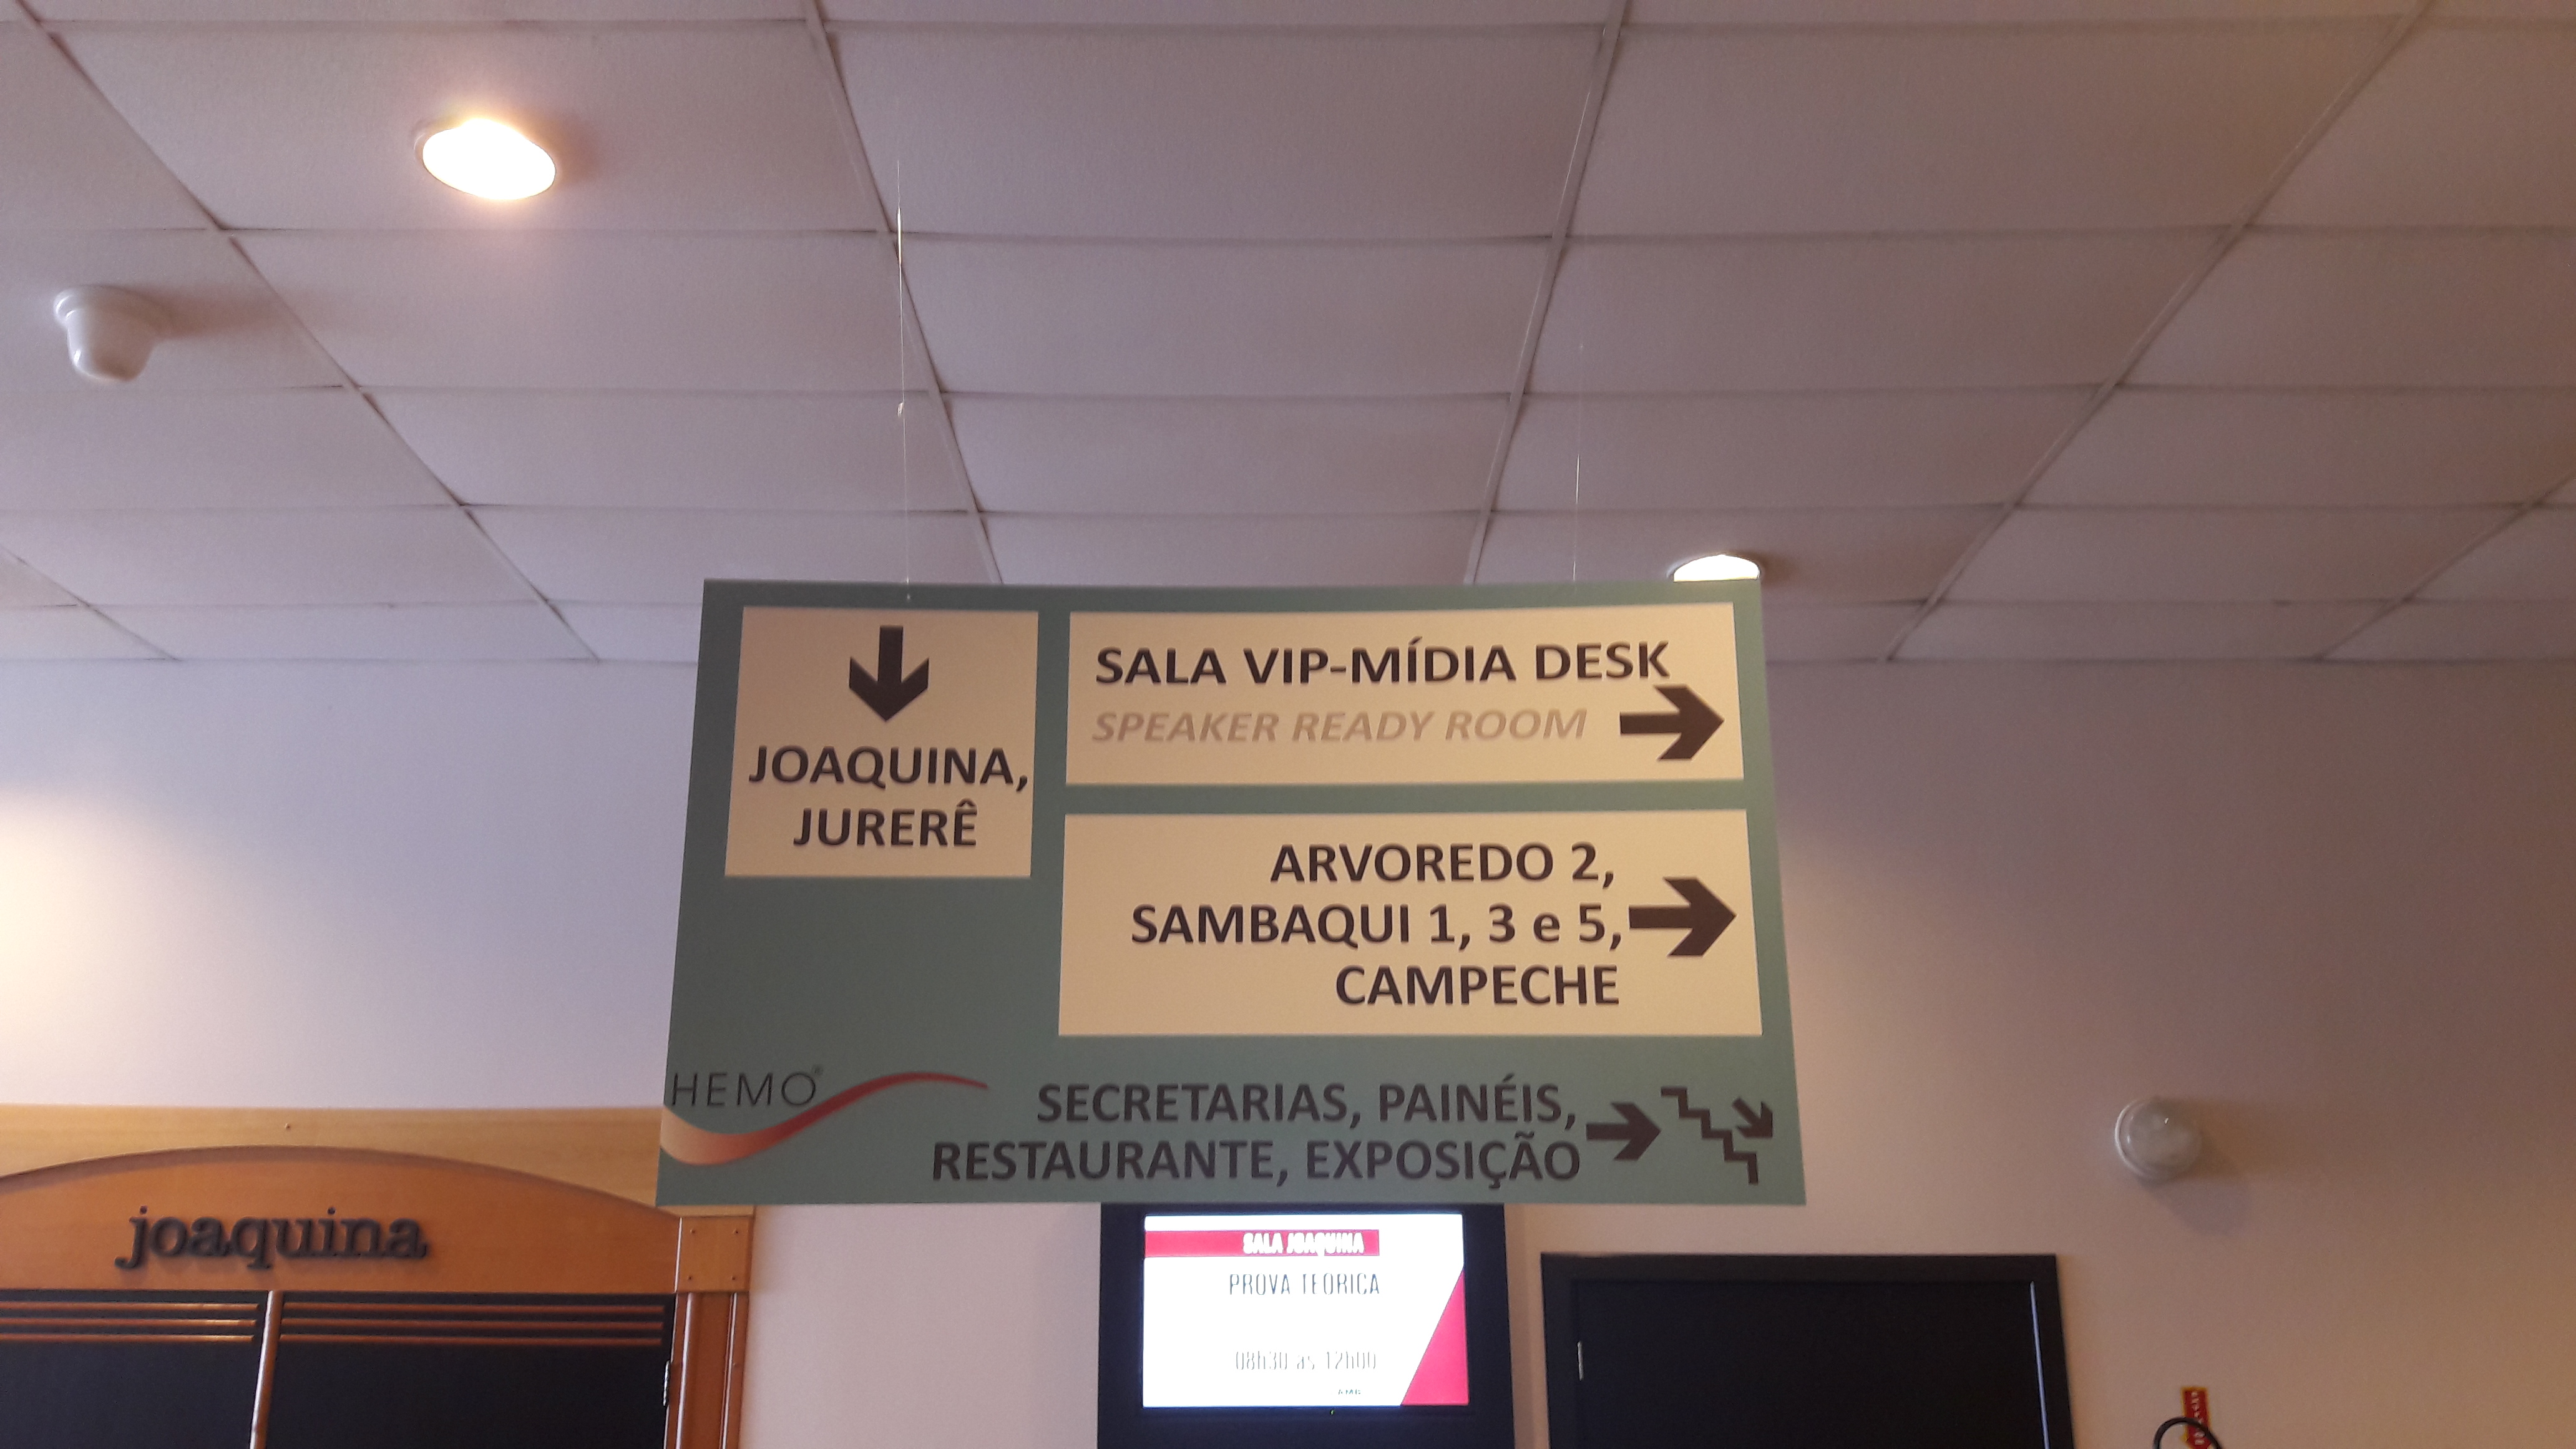 JOAQUINA,
JURERÊ
SALA VIP-MÍDIA DESK
SPEAKER READY ROOM
ARVOREDO 2,
SAMBAQUI 1, 3 e 5,
CAMPECHE
HEMO®
SECRETARIAS, PAINÉIS,
RESTAURANTE, EXPOSIÇÃO
joaquina
SALA JOAQUINA
PROVA TEORICA
08h30 as 12h00